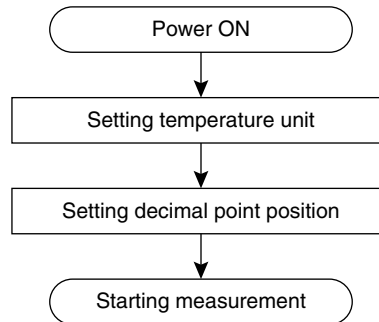 Power ON
Setting temperature unit
Setting decimal point position
Starting measurement